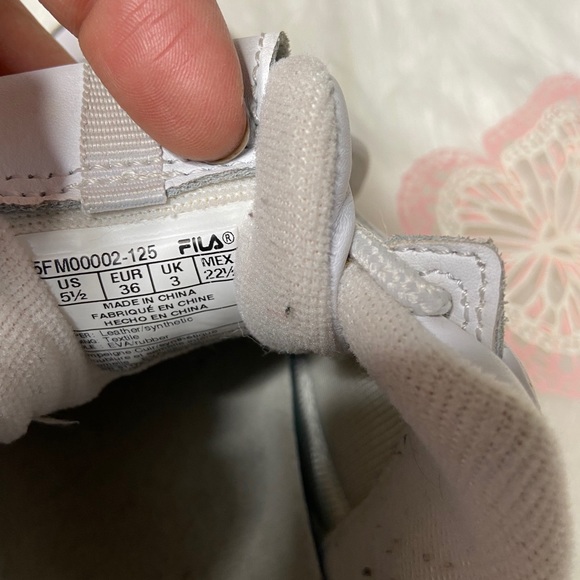 5FM00002-125 FILA®
US EUR UK MEX
5½ 36 3 22½
MADE IN CHINA
FABRIQUÉ EN CHINE
HECHO EN CHINA
Leather/synthetic
Textile
EVA/rubber